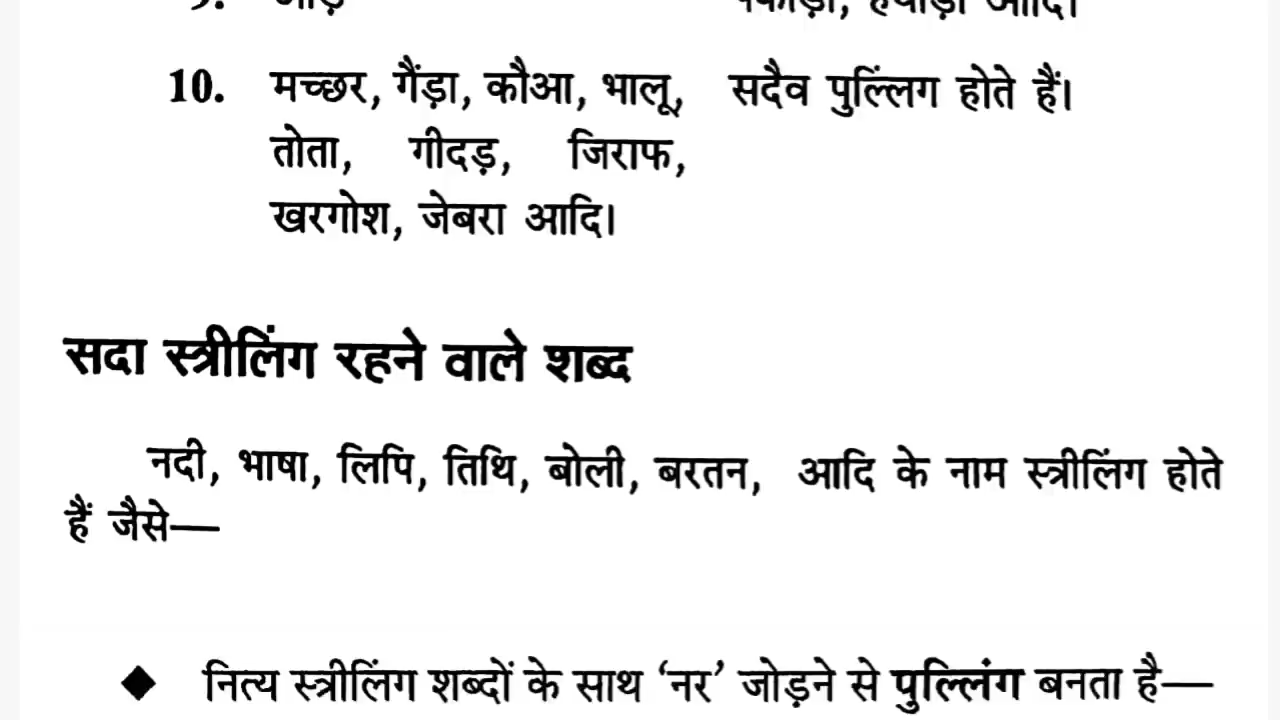 10. मच्छर, गैंड़ा, कौआ, भालू, सदैव पुल्लिंग होते हैं।
तोता, गीदड़, जिराफ,
खरगोश, जेबरा आदि।
सदा स्त्रीलिंग रहने वाले शब्द
नदी, भाषा, लिपि, तिथि, बोली, बरतन, आदि के नाम स्त्रीलिंग होते
हैं जैसे—
◆ नित्य स्त्रीलिंग शब्दों के साथ ‘नर’ जोड़ने से पुल्लिंग बनता है—